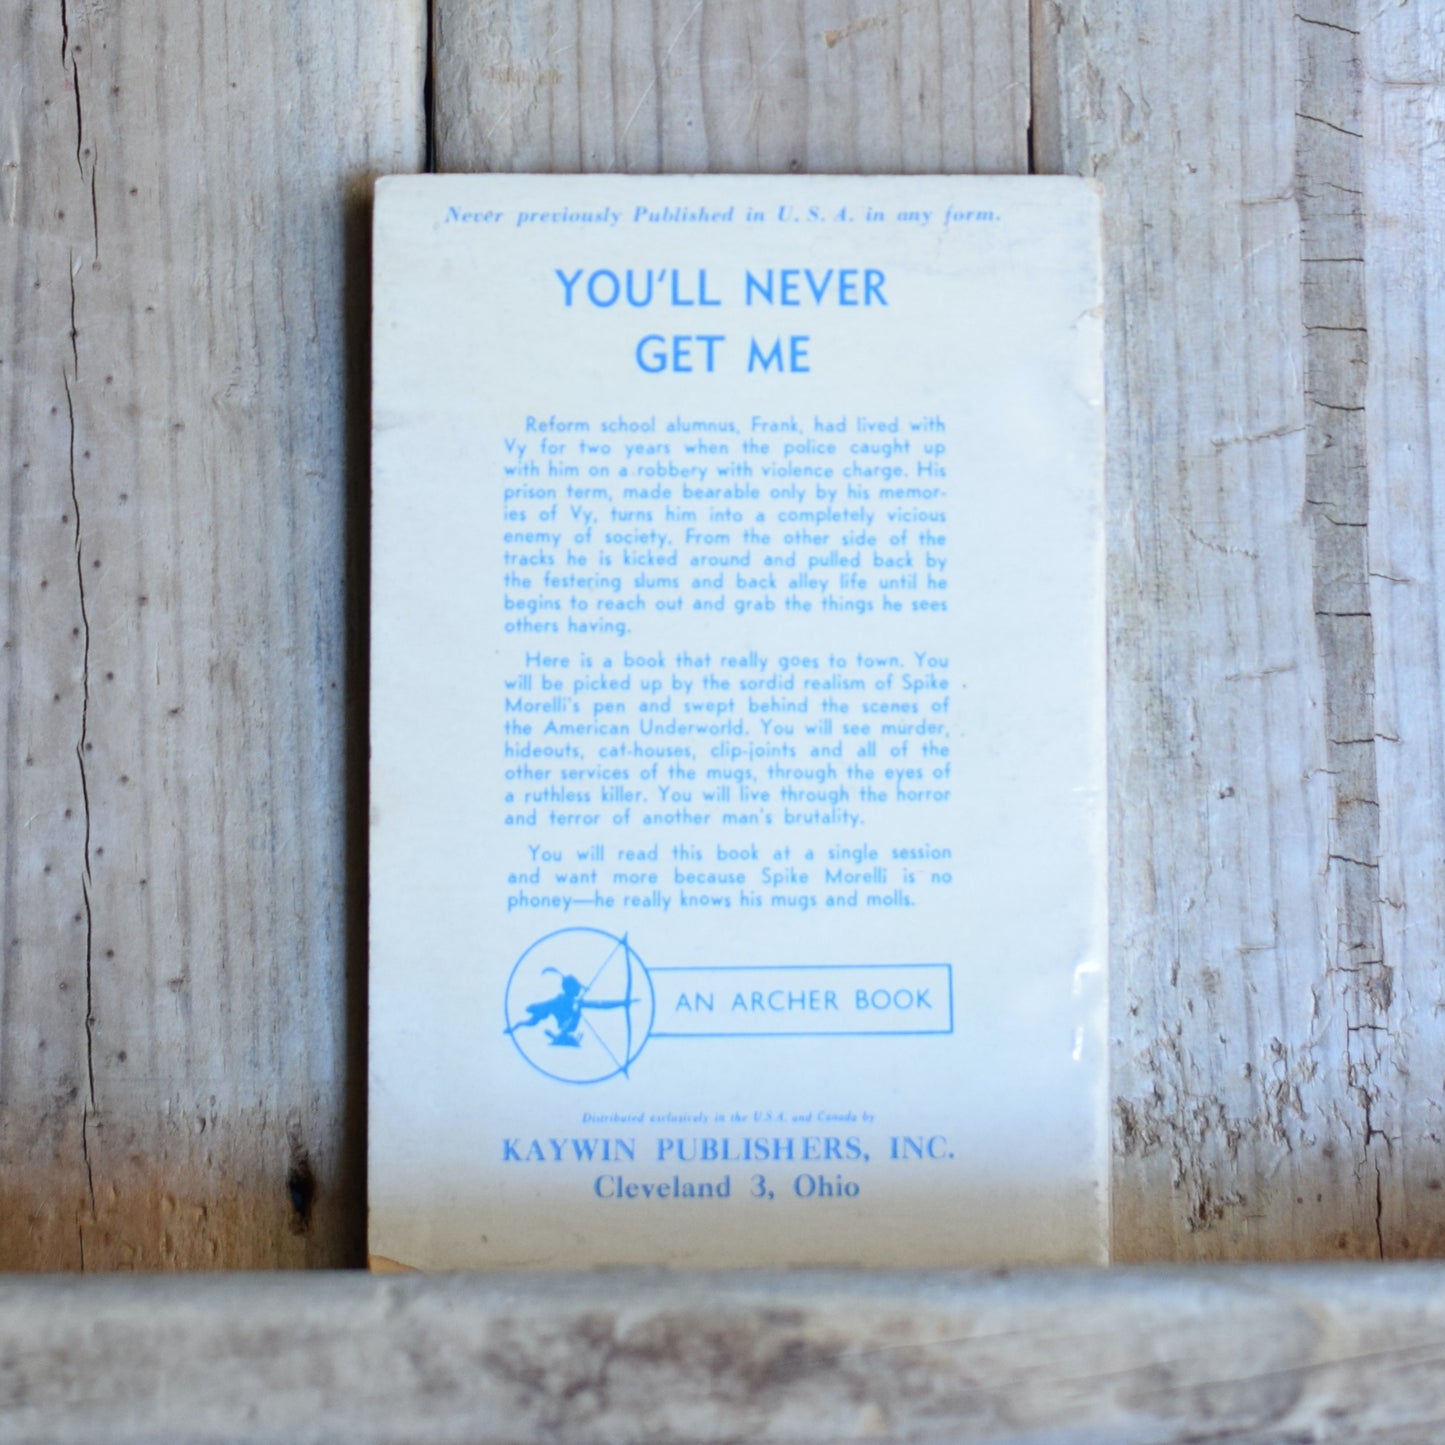 Never previously Published in U. S. A. in any form.
YOU'LL NEVER
GET ME
Reform school alumnus, Frank, had lived with
Vy for two years when the police caught up
with him on a robbery with violence charge. His
prison term, made bearable only by his memor-
ies of Vy, turns him into a completely vicious
enemy of society. From the other side of the
tracks he is kicked around and pulled back by
the festering slums and back alley life until he
begins to reach out and grab the things he sees
others having.
Here is a book that really goes to town. You
will be picked up by the sordid realism of Spike
Morelli's pen and swept behind the scenes of
the American Underworld. You will see murder,
hideouts, cat-houses, clip-joints and all of the
other services of the mugs, through the eyes of
a ruthless killer. You will live through the horror
and terror of another man's brutality.
You will read this book at a single session
and want more because Spike Morelli is no
phoney—he really knows his mugs and molls.
AN ARCHER BOOK
Distributed exclusively in the U.S.A. and Canada by
KAYWIN PUBLISHERS, INC.
Cleveland 3, Ohio